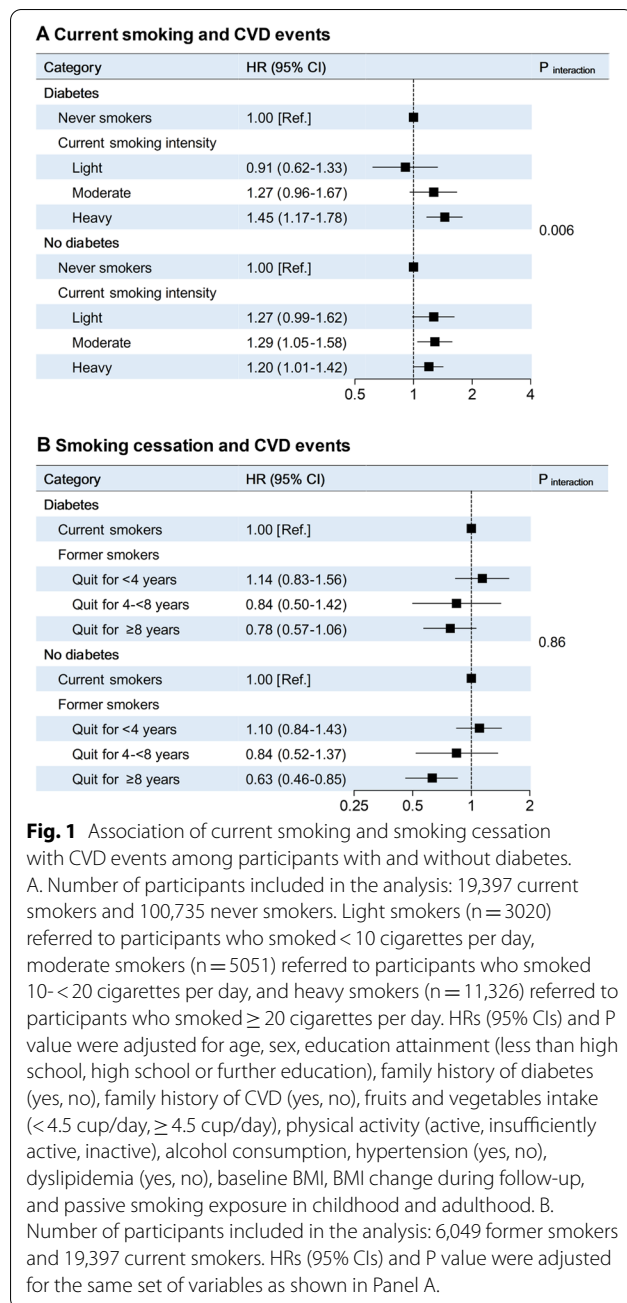 A Current smoking and CVD events
Category HR (95% CI) P interaction
Diabetes
Never smokers 1.00 [Ref.]
Current smoking intensity
Light 0.91 (0.62-1.33)
Moderate 1.27 (0.96-1.67)
Heavy 1.45 (1.17-1.78)
0.006
No diabetes
Never smokers 1.00 [Ref.]
Current smoking intensity
Light 1.27 (0.99-1.62)
Moderate 1.29 (1.05-1.58)
Heavy 1.20 (1.01-1.42)
0.5 1 2 4
B Smoking cessation and CVD events
Category HR (95% CI) P interaction
Diabetes
Current smokers 1.00 [Ref.]
Former smokers
Quit for <4 years 1.14 (0.83-1.56)
Quit for 4-<8 years 0.84 (0.50-1.42)
Quit for ≥8 years 0.78 (0.57-1.06)
0.86
No diabetes
Current smokers 1.00 [Ref.]
Former smokers
Quit for <4 years 1.10 (0.84-1.43)
Quit for 4-<8 years 0.84 (0.52-1.37)
Quit for ≥8 years 0.63 (0.46-0.85)
0.25 0.5 1 2
Fig. 1 Association of current smoking and smoking cessation
with CVD events among participants with and without diabetes.
A. Number of participants included in the analysis: 19,397 current
smokers and 100,735 never smokers. Light smokers (n = 3020)
referred to participants who smoked < 10 cigarettes per day,
moderate smokers (n = 5051) referred to participants who smoked
10- < 20 cigarettes per day, and heavy smokers (n = 11,326) referred to
participants who smoked ≥ 20 cigarettes per day. HRs (95% CIs) and P
value were adjusted for age, sex, education attainment (less than high
school, high school or further education), family history of diabetes
(yes, no), family history of CVD (yes, no), fruits and vegetables intake
(< 4.5 cup/day, ≥ 4.5 cup/day), physical activity (active, insufficiently
active, inactive), alcohol consumption, hypertension (yes, no),
dyslipidemia (yes, no), baseline BMI, BMI change during follow-up,
and passive smoking exposure in childhood and adulthood. B.
Number of participants included in the analysis: 6,049 former smokers
and 19,397 current smokers. HRs (95% CIs) and P value were adjusted
for the same set of variables as shown in Panel A.